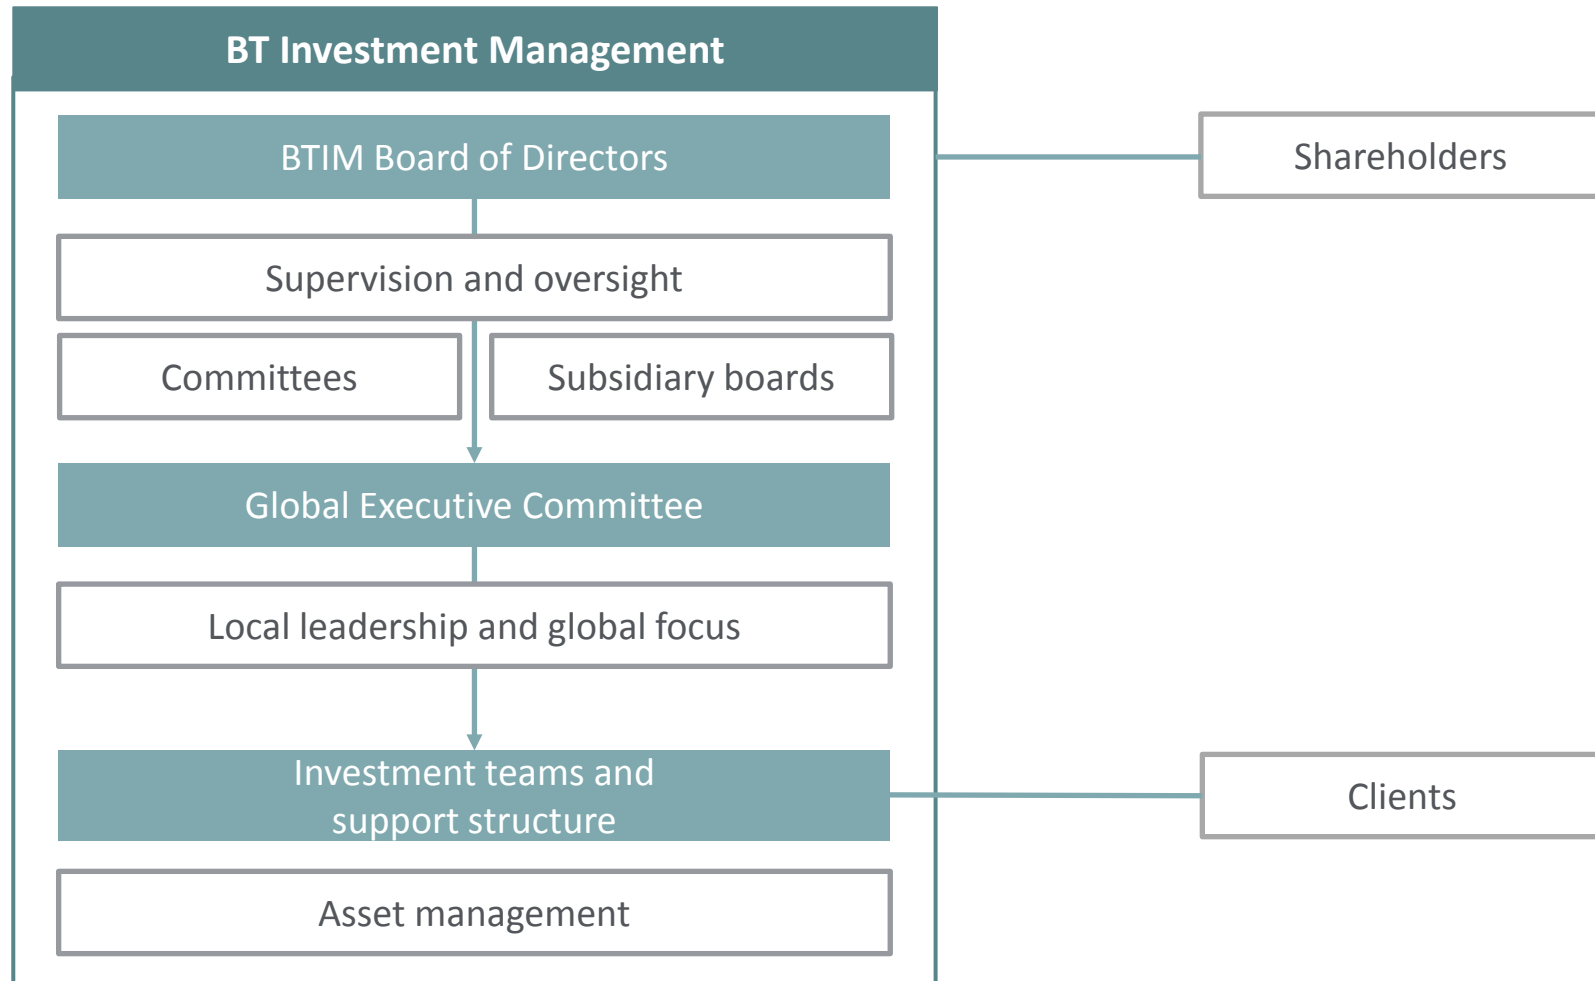 BT Investment Management
BTIM Board of Directors
Shareholders
Supervision and oversight
Committees
Subsidiary boards
Global Executive Committee
Local leadership and global focus
Investment teams and
support structure
Clients
Asset management